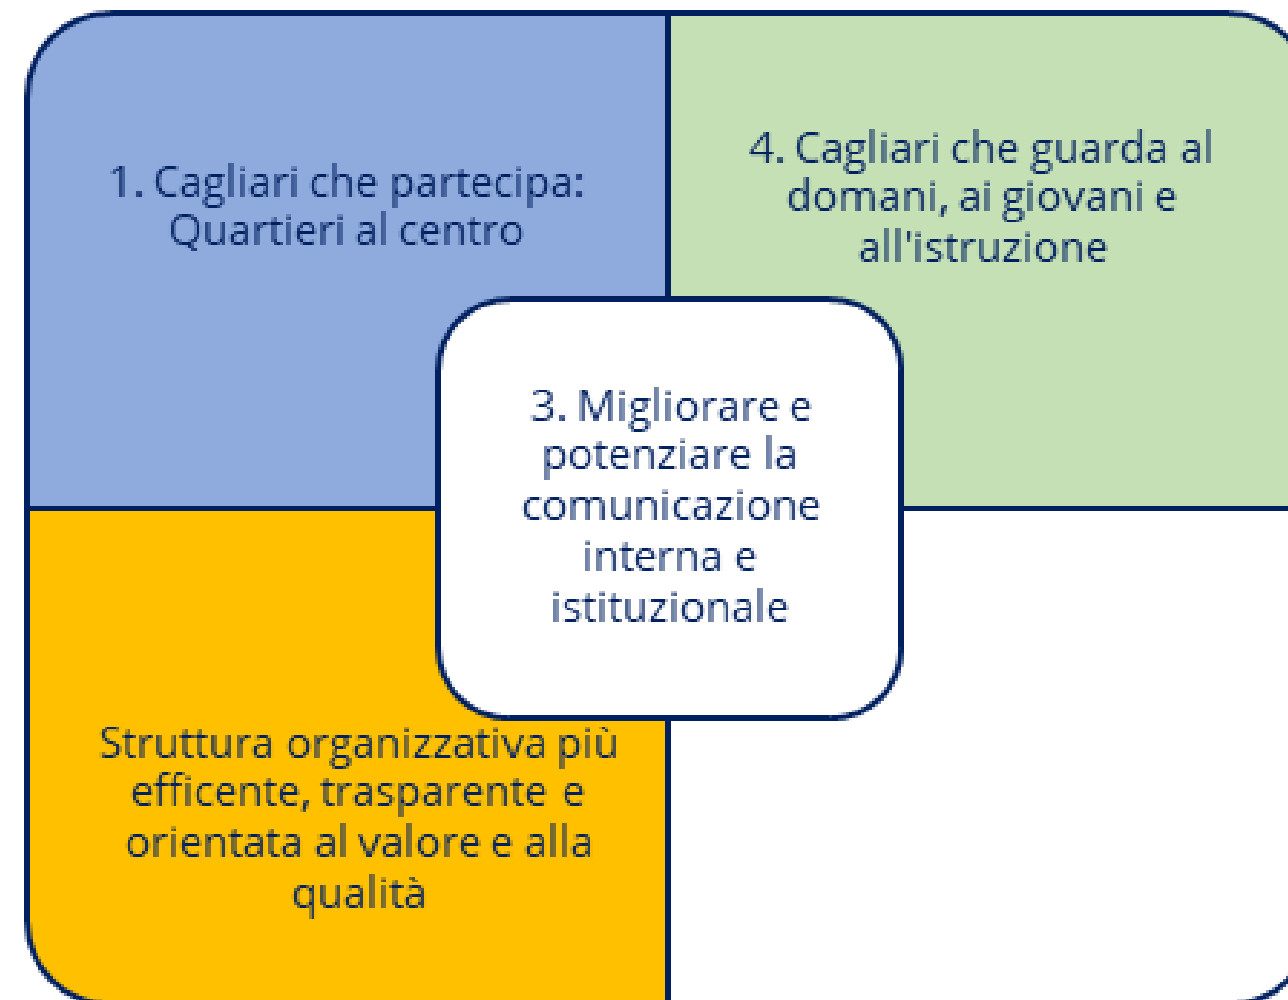 1. Cagliari che partecipa:
Quartieri al centro
4. Cagliari che guarda al
domani, ai giovani e
all'istruzione
3. Migliorare e
potenziare la
comunicazione
interna e
istituzionale
Struttura organizzativa più
efficente, trasparente e
orientata al valore e alla
qualità